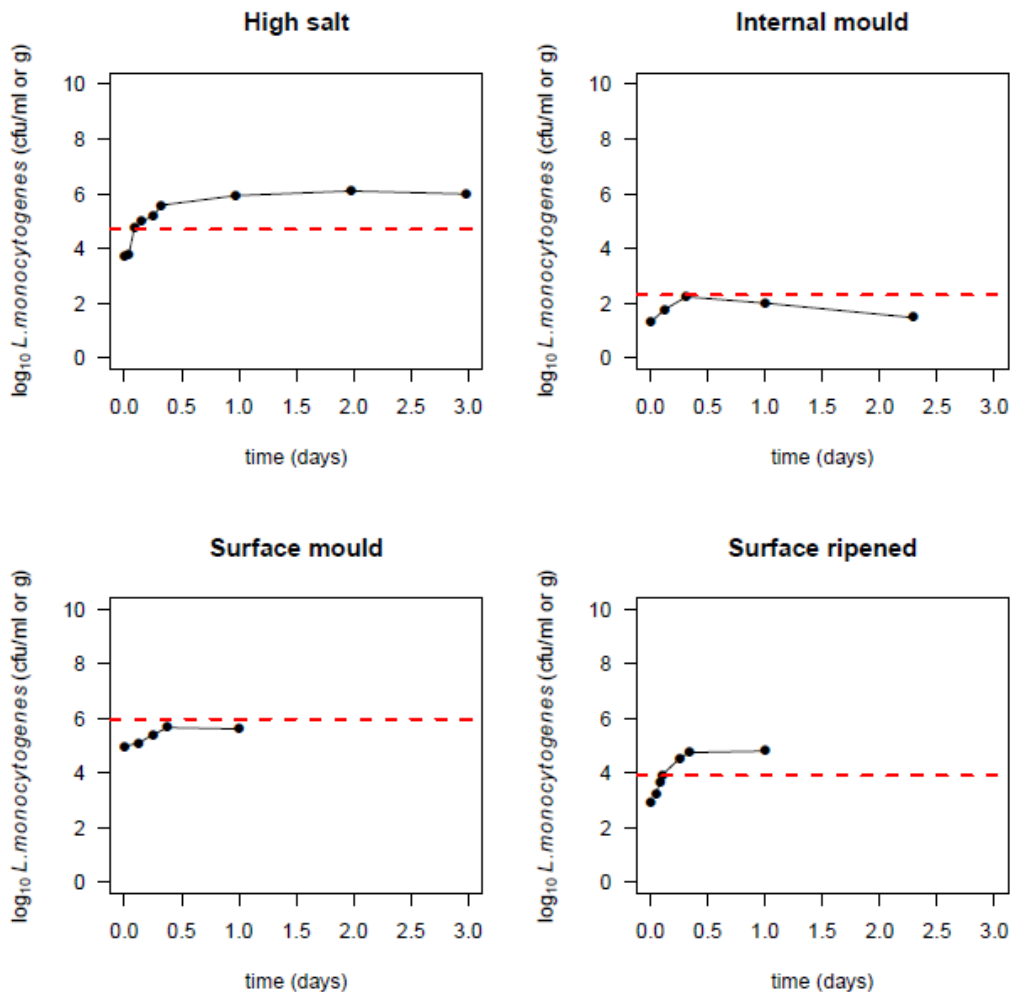 High salt
log₁₀ L.monocytogenes (cfu/ml or g)
10
8
6
4
2
0
0.0 0.5 1.0 1.5 2.0 2.5 3.0
time (days)
Internal mould
log₁₀ L.monocytogenes (cfu/ml or g)
10
8
6
4
2
0
0.0 0.5 1.0 1.5 2.0 2.5 3.0
time (days)
Surface mould
log₁₀ L.monocytogenes (cfu/ml or g)
10
8
6
4
2
0
0.0 0.5 1.0 1.5 2.0 2.5 3.0
time (days)
Surface ripened
log₁₀ L.monocytogenes (cfu/ml or g)
10
8
6
4
2
0
0.0 0.5 1.0 1.5 2.0 2.5 3.0
time (days)